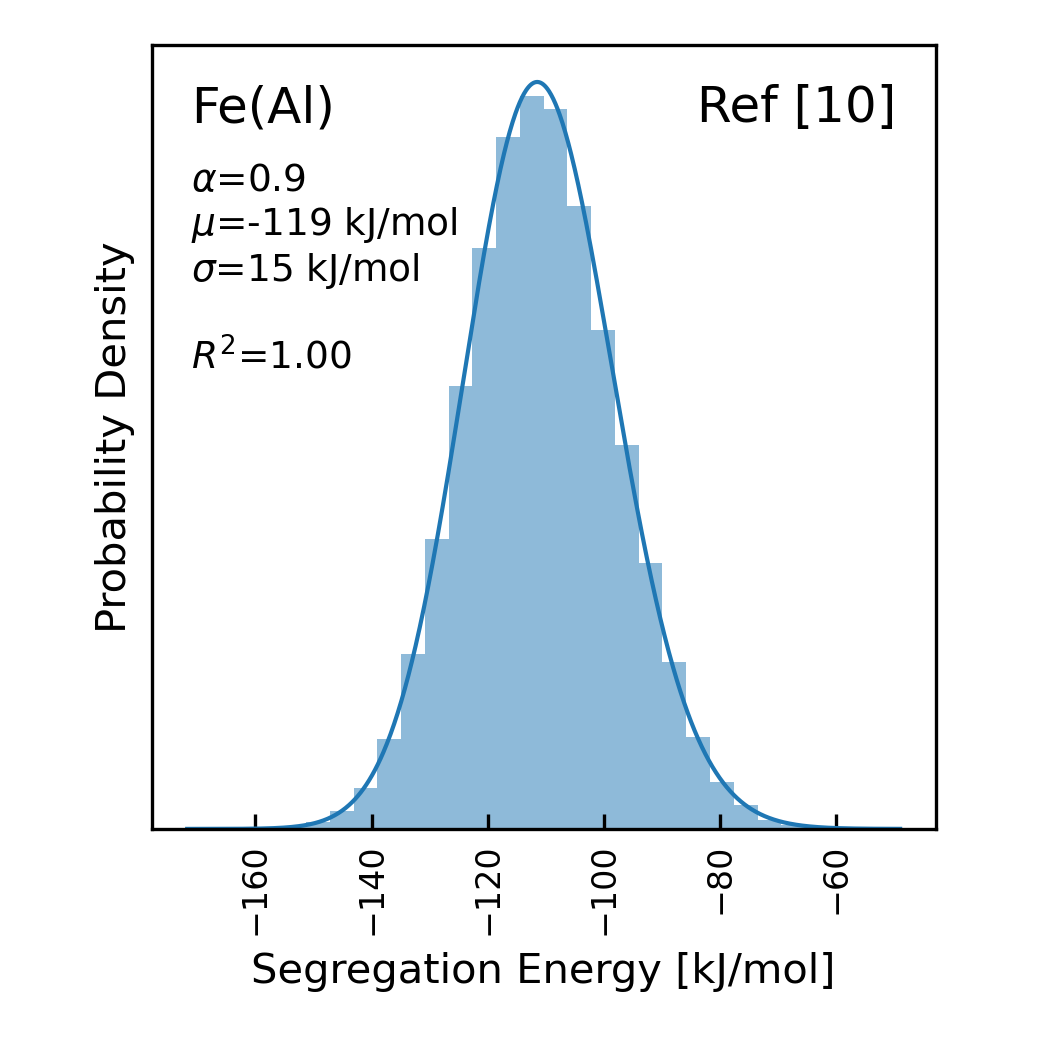 Fe(Al)
Ref [10]
α=0.9
μ=-119 kJ/mol
σ=15 kJ/mol
R²=1.00
Probability Density
−160
−140
−120
−100
−80
−60
Segregation Energy [kJ/mol]